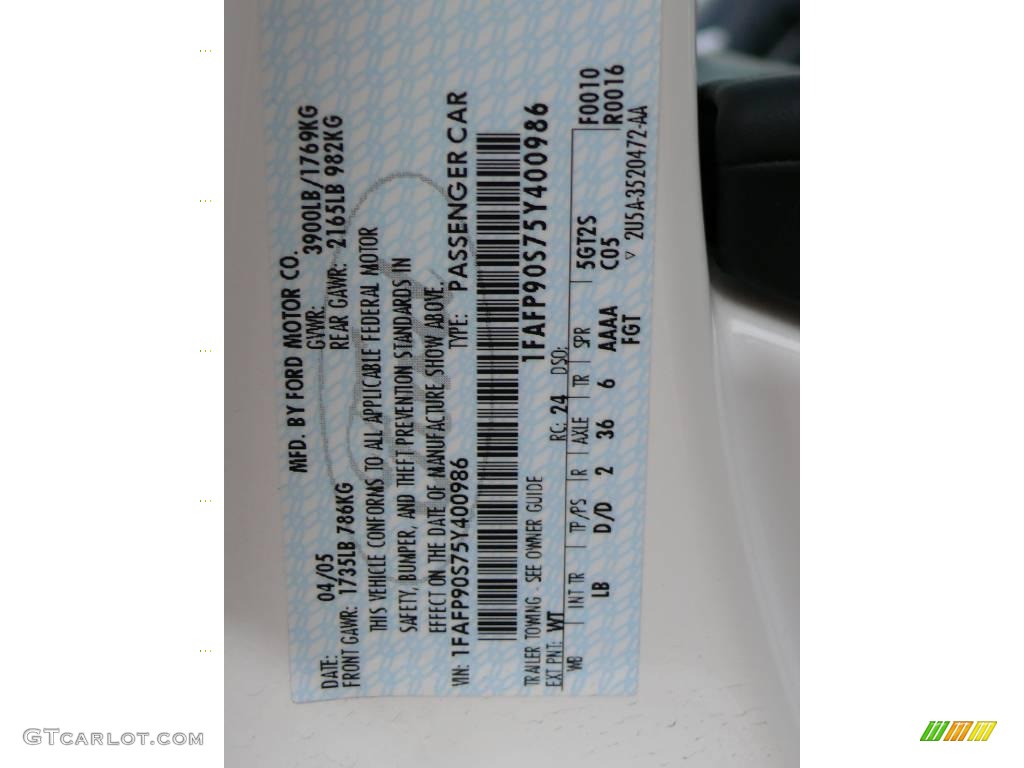 MFD. BY FORD MOTOR CO.
DATE: 04/05 GVWR: 3900LB/1769KG
FRONT GAWR: 1735LB 786KG REAR GAWR: 2165LB 982KG
THIS VEHICLE CONFORMS TO ALL APPLICABLE FEDERAL MOTOR
SAFETY, BUMPER, AND THEFT PREVENTION STANDARDS IN
EFFECT ON THE DATE OF MANUFACTURE SHOW ABOVE.
VIN: 1FAFP90S75Y400986 TYPE: PASSENGER CAR
1FAFP90S75Y400986
TRAILER TOWING - SEE OWNER GUIDE F0010
EXT PNT: WT RC: 24 DSO: R0016
WB INT TR TP/PS R AXLE TR SPR 5GT2S
LB D/D 2 36 6 AAAA C05
FGT ▽ 2U5A-3520472-AA
GTCARLOT.COM